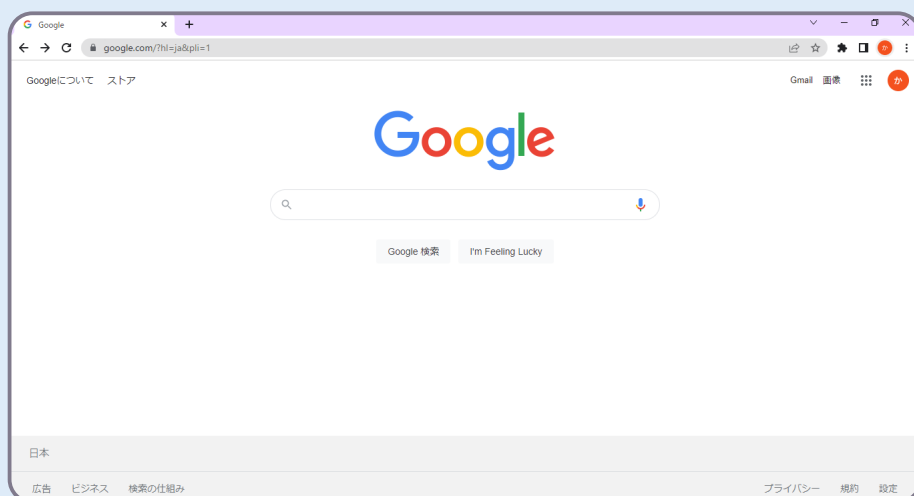 Google
google.com/?hl=ja&pli=1
か
Googleについて ストア
Gmail 画像
か
Google
Google 検索 I'm Feeling Lucky
日本
広告 ビジネス 検索の仕組み
プライバシー 規約 設定